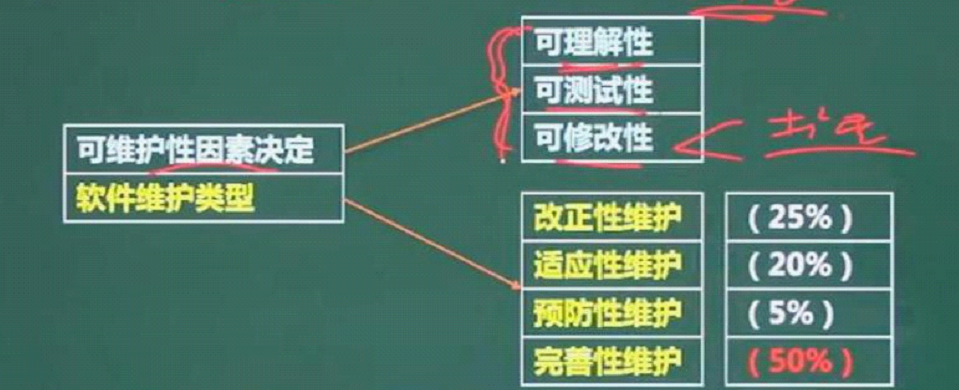 可理解性
可测试性
可修改性
可维护性因素决定
软件维护类型
改正性维护 (25%)
适应性维护 (20%)
预防性维护 (5%)
完善性维护 (50%)